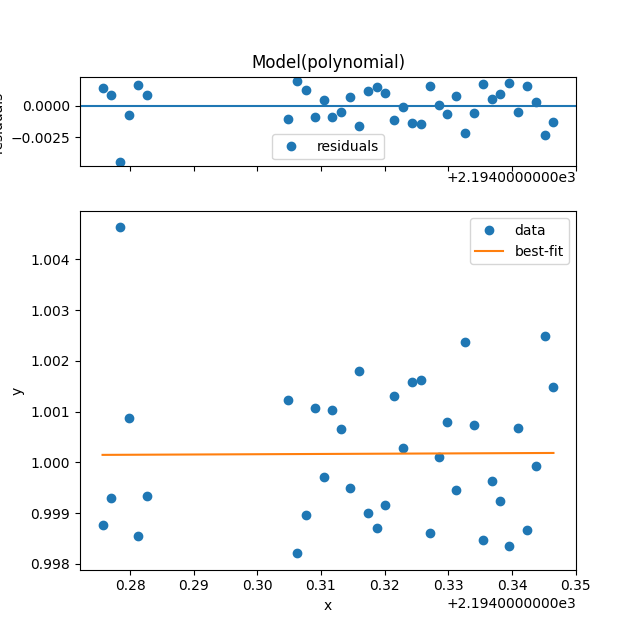 Model(polynomial)
0.0000
−0.0025
residuals
+2.1940000000e3
1.004
1.003
1.002
1.001
1.000
0.999
0.998
y
data
best-fit
0.28 0.29 0.30 0.31 0.32 0.33 0.34 0.35
x
+2.1940000000e3